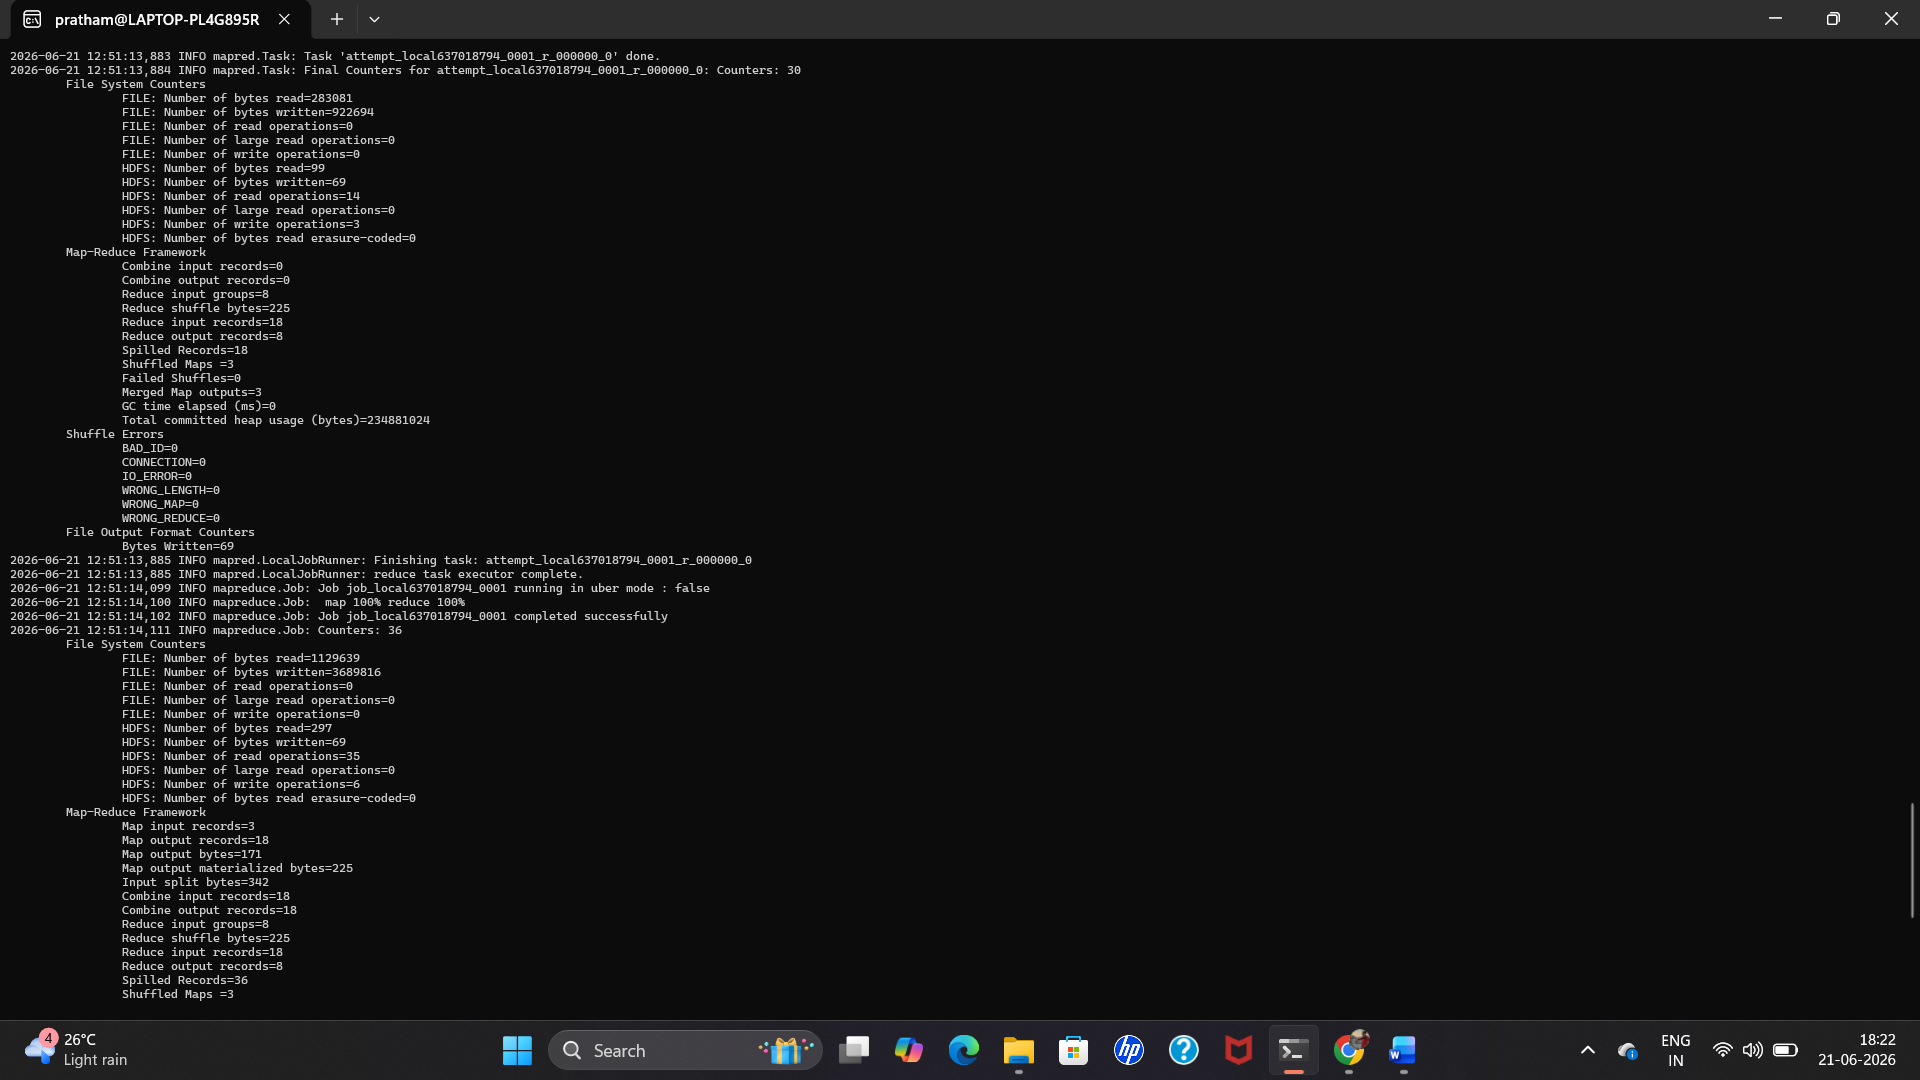 pratham@LAPTOP-PL4G895R
2026-06-21 12:51:13,883 INFO mapred.Task: Task 'attempt_local637018794_0001_r_000000_0' done.
2026-06-21 12:51:13,884 INFO mapred.Task: Final Counters for attempt_local637018794_0001_r_000000_0: Counters: 30
File System Counters
FILE: Number of bytes read=283081
FILE: Number of bytes written=922694
FILE: Number of read operations=0
FILE: Number of large read operations=0
FILE: Number of write operations=0
HDFS: Number of bytes read=99
HDFS: Number of bytes written=69
HDFS: Number of read operations=14
HDFS: Number of large read operations=0
HDFS: Number of write operations=3
HDFS: Number of bytes read erasure-coded=0
Map-Reduce Framework
Combine input records=0
Combine output records=0
Reduce input groups=8
Reduce shuffle bytes=225
Reduce input records=18
Reduce output records=8
Spilled Records=18
Shuffled Maps =3
Failed Shuffles=0
Merged Map outputs=3
GC time elapsed (ms)=0
Total committed heap usage (bytes)=234881024
Shuffle Errors
BAD_ID=0
CONNECTION=0
IO_ERROR=0
WRONG_LENGTH=0
WRONG_MAP=0
WRONG_REDUCE=0
File Output Format Counters
Bytes Written=69
2026-06-21 12:51:13,885 INFO mapred.LocalJobRunner: Finishing task: attempt_local637018794_0001_r_000000_0
2026-06-21 12:51:13,885 INFO mapred.LocalJobRunner: reduce task executor complete.
2026-06-21 12:51:14,099 INFO mapreduce.Job: Job job_local637018794_0001 running in uber mode : false
2026-06-21 12:51:14,100 INFO mapreduce.Job:  map 100% reduce 100%
2026-06-21 12:51:14,102 INFO mapreduce.Job: Job job_local637018794_0001 completed successfully
2026-06-21 12:51:14,111 INFO mapreduce.Job: Counters: 36
File System Counters
FILE: Number of bytes read=1129639
FILE: Number of bytes written=3689816
FILE: Number of read operations=0
FILE: Number of large read operations=0
FILE: Number of write operations=0
HDFS: Number of bytes read=297
HDFS: Number of bytes written=69
HDFS: Number of read operations=35
HDFS: Number of large read operations=0
HDFS: Number of write operations=6
HDFS: Number of bytes read erasure-coded=0
Map-Reduce Framework
Map input records=3
Map output records=18
Map output bytes=171
Map output materialized bytes=225
Input split bytes=342
Combine input records=18
Combine output records=18
Reduce input groups=8
Reduce shuffle bytes=225
Reduce input records=18
Reduce output records=8
Spilled Records=36
Shuffled Maps =3
4
26°C
Light rain
Search
hp
W
ENG
IN
18:22
21-06-2026